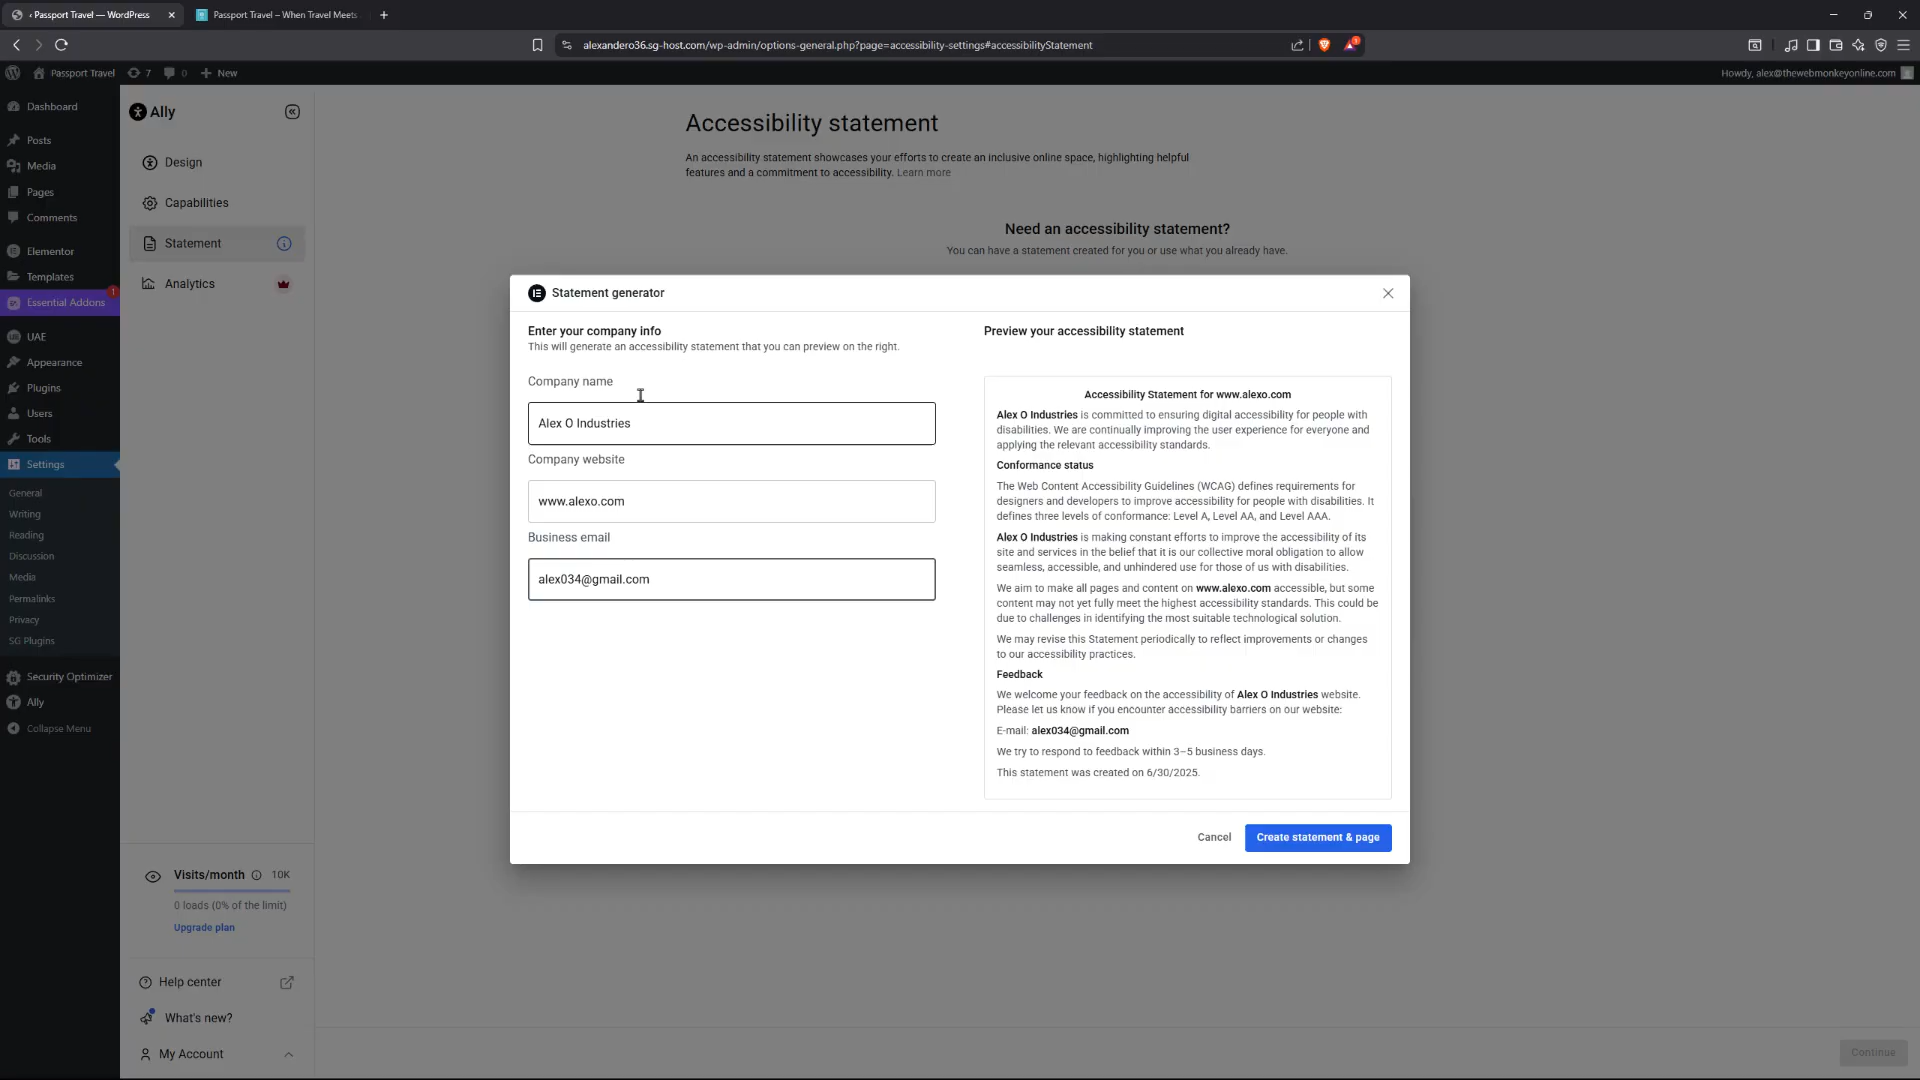 ‹ Passport Travel — WordPress
Passport Travel – When Travel Meets
alexandero36.sg-host.com/wp-admin/options-general.php?page=accessibility-settings#accessibilityStatement
1
Passport Travel
7
0
New
Howdy, alex@thewebmonkeyonline.com
Dashboard
Posts
Media
Pages
Comments
Elementor
Templates
Essential Addons
1
UAE
Appearance
Plugins
Users
Tools
Settings
General
Writing
Reading
Discussion
Media
Permalinks
Privacy
SG Plugins
Security Optimizer
Ally
Collapse Menu
Ally
Design
Capabilities
Statement
Analytics
Visits/month
10K
0 loads (0% of the limit)
Upgrade plan
Help center
What's new?
My Account
Accessibility statement
An accessibility statement showcases your efforts to create an inclusive online space, highlighting helpful
features and a commitment to accessibility. Learn more
Need an accessibility statement?
You can have a statement created for you or use what you already have.
Statement generator
Enter your company info
This will generate an accessibility statement that you can preview on the right.
Company name
Alex O Industries
Company website
www.alexo.com
Business email
alex034@gmail.com
Preview your accessibility statement
Accessibility Statement for www.alexo.com
Alex O Industries is committed to ensuring digital accessibility for people with
disabilities. We are continually improving the user experience for everyone and
applying the relevant accessibility standards.
Conformance status
The Web Content Accessibility Guidelines (WCAG) defines requirements for
designers and developers to improve accessibility for people with disabilities. It
defines three levels of conformance: Level A, Level AA, and Level AAA.
Alex O Industries is making constant efforts to improve the accessibility of its
site and services in the belief that it is our collective moral obligation to allow
seamless, accessible, and unhindered use for those of us with disabilities.
We aim to make all pages and content on www.alexo.com accessible, but some
content may not yet fully meet the highest accessibility standards. This could be
due to challenges in identifying the most suitable technological solution.
We may revise this Statement periodically to reflect improvements or changes
to our accessibility practices.
Feedback
We welcome your feedback on the accessibility of Alex O Industries website.
Please let us know if you encounter accessibility barriers on our website:
E-mail: alex034@gmail.com
We try to respond to feedback within 3–5 business days.
This statement was created on 6/30/2025.
Cancel
Create statement & page
Continue